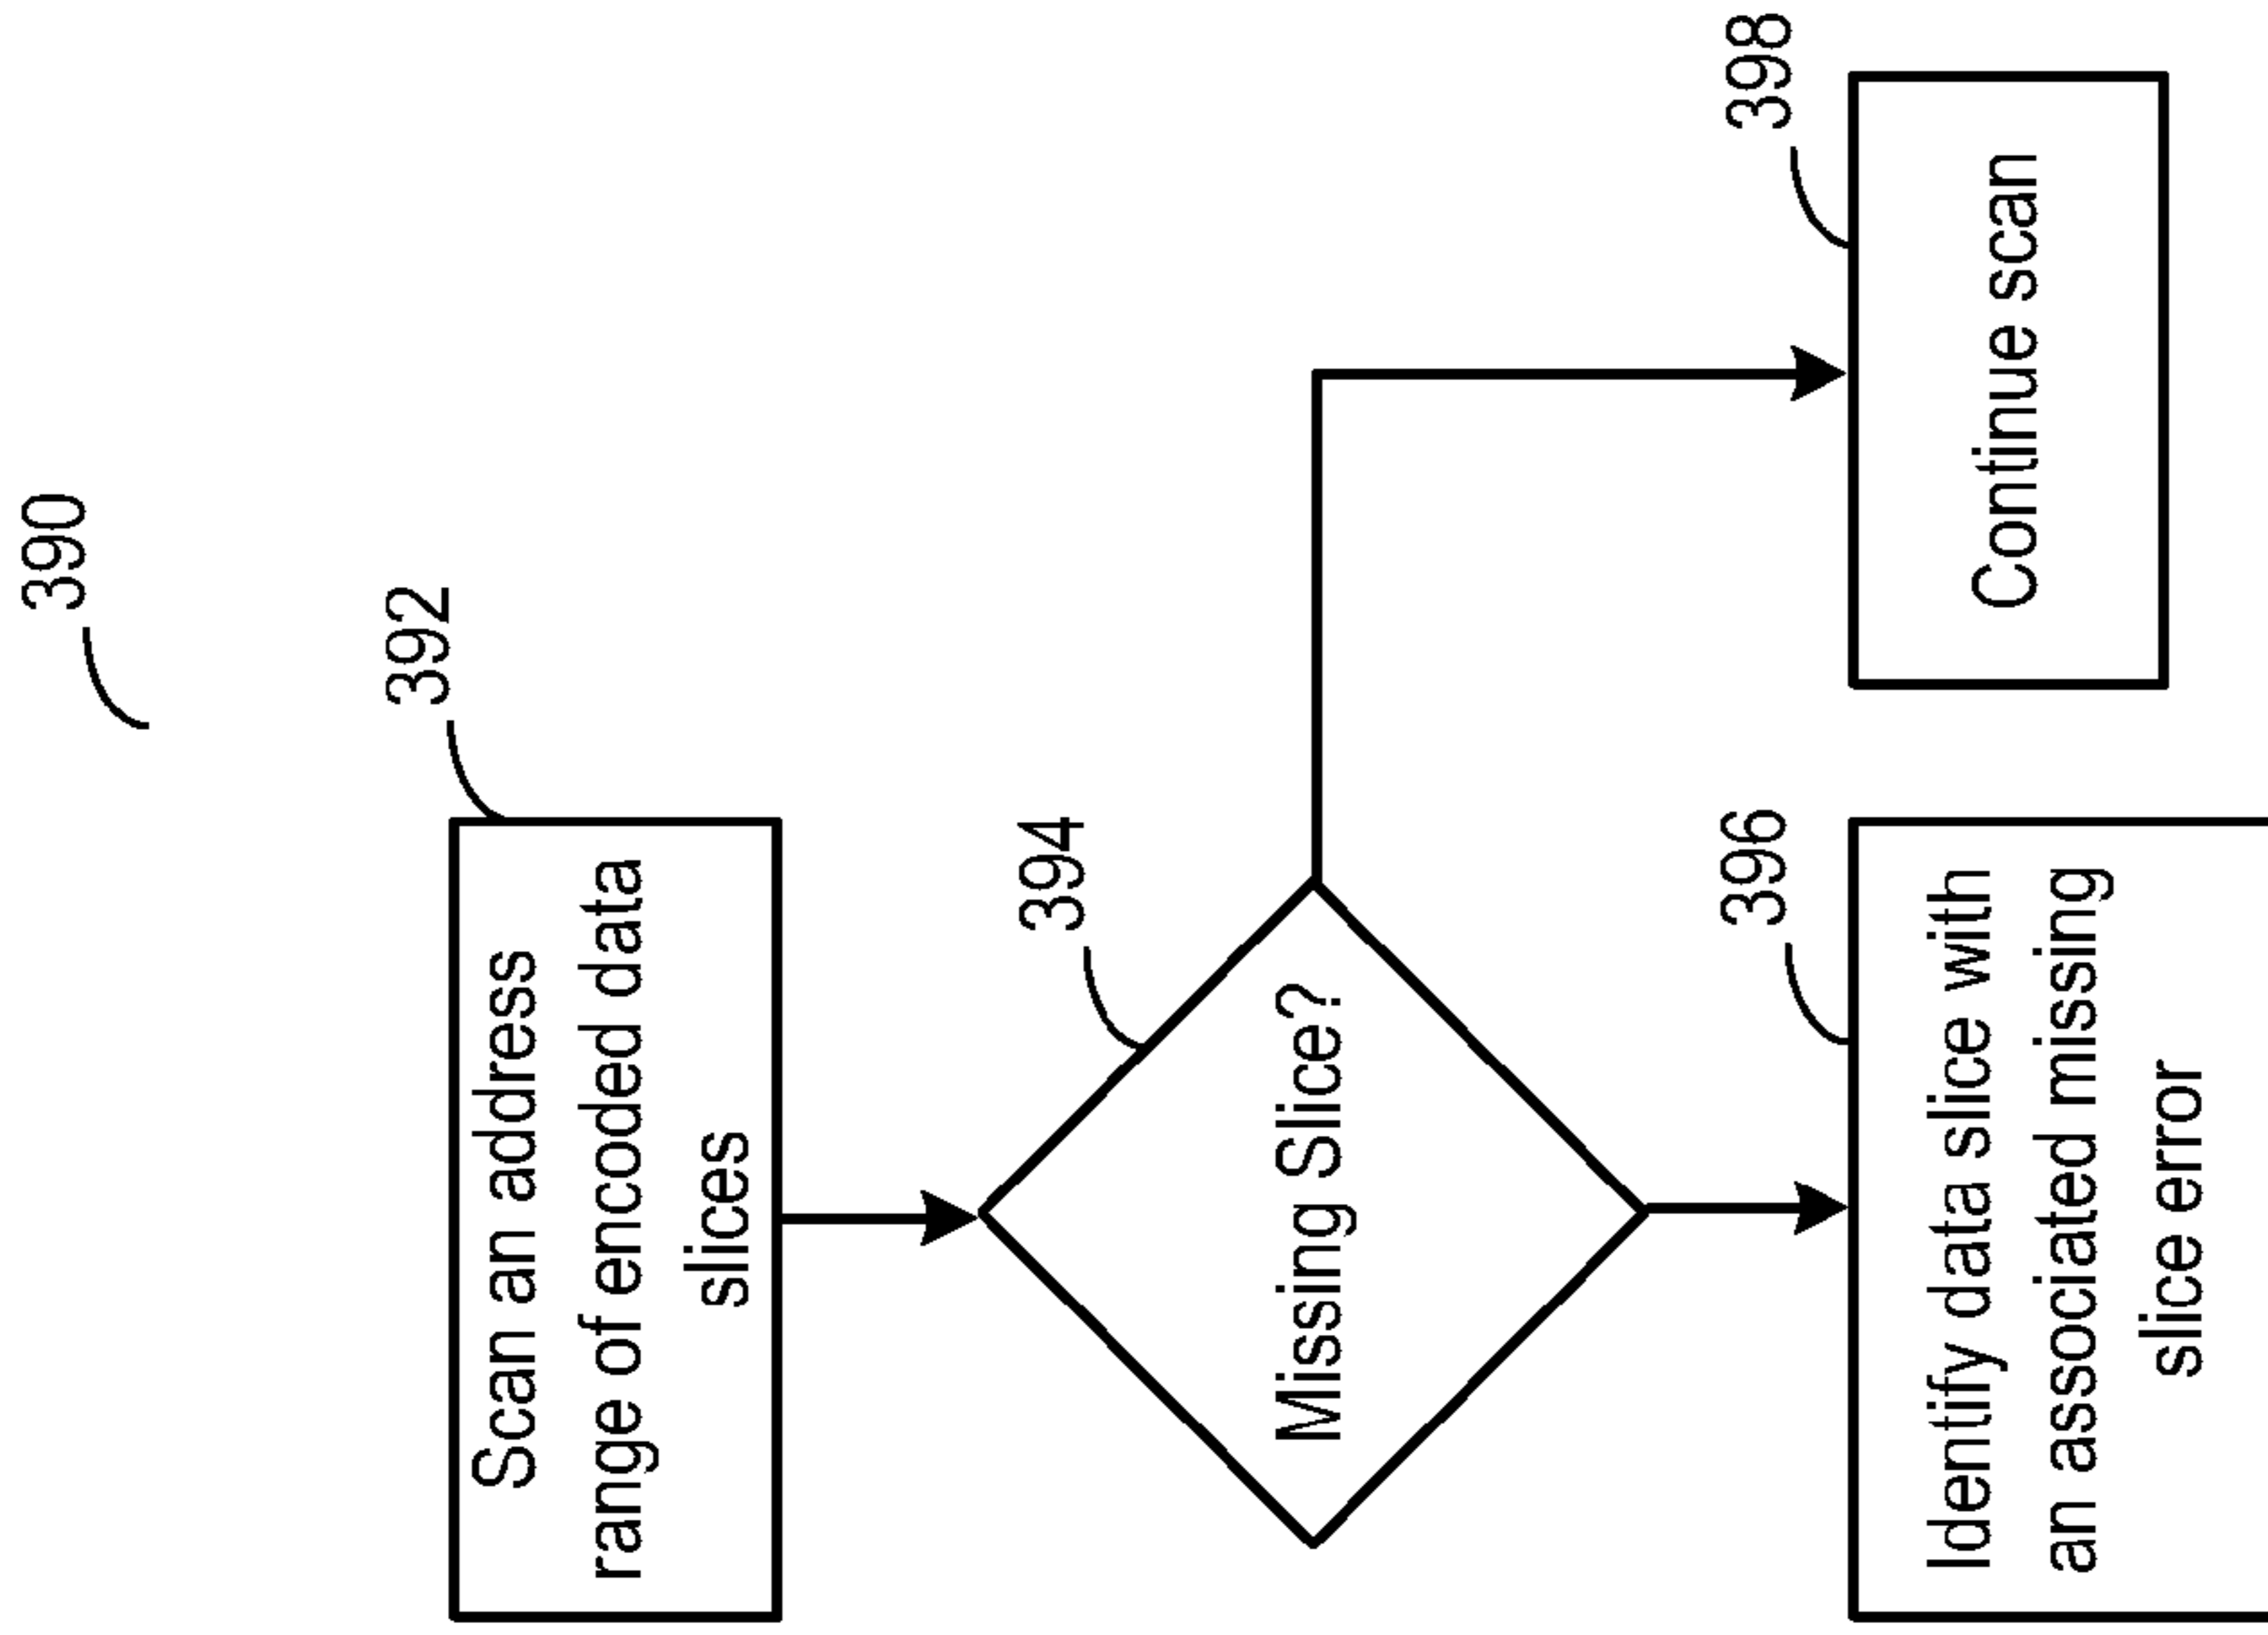 390
392
Scan an address
range of encoded data
slices
394
Missing Slice?
396
Identify data slice with
an associated missing
slice error
398
Continue scan